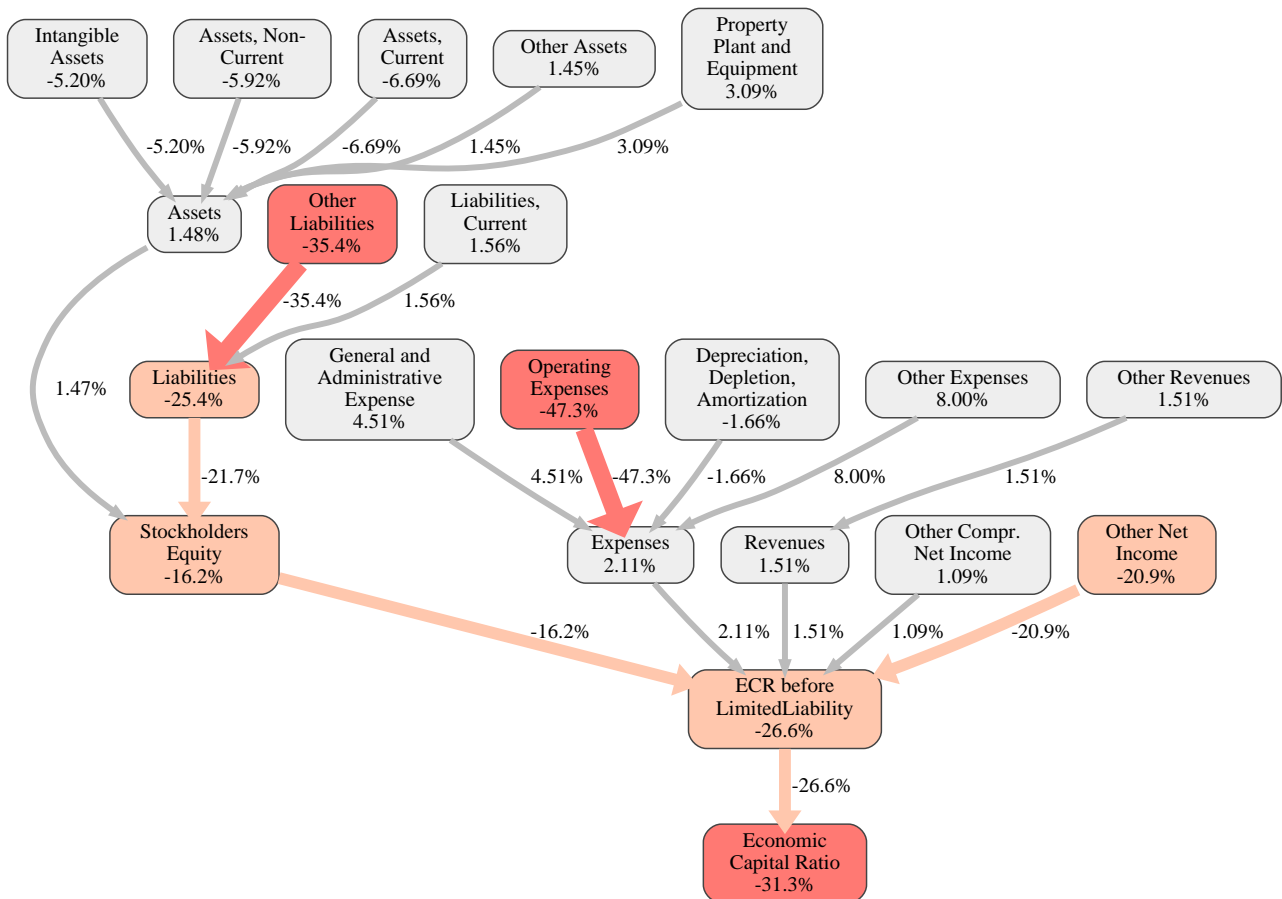 Intangible
Assets
-5.20%
Assets, Non-
Current
-5.92%
Assets,
Current
-6.69%
Other Assets
1.45%
Property
Plant and
Equipment
3.09%
-5.20%
-5.92%
-6.69%
1.45%
3.09%
Assets
1.48%
Other
Liabilities
-35.4%
Liabilities,
Current
1.56%
-35.4%
1.56%
1.47%
Liabilities
-25.4%
General and
Administrative
Expense
4.51%
Operating
Expenses
-47.3%
Depreciation,
Depletion,
Amortization
-1.66%
Other Expenses
8.00%
Other Revenues
1.51%
-21.7%
4.51%
-47.3%
-1.66%
8.00%
1.51%
Stockholders
Equity
-16.2%
Expenses
2.11%
Revenues
1.51%
Other Compr.
Net Income
1.09%
Other Net
Income
-20.9%
-16.2%
2.11%
1.51%
1.09%
-20.9%
ECR before
LimitedLiability
-26.6%
-26.6%
Economic
Capital Ratio
-31.3%